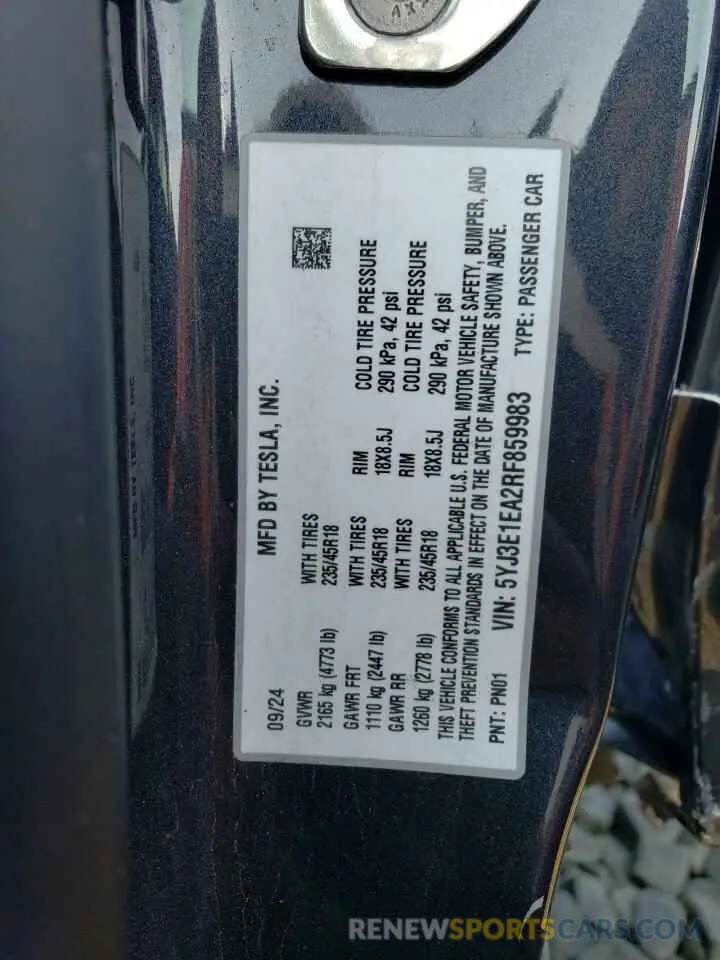 MFD BY TESLA, INC.
09/24
GVWR
2165 kg (4773 lb)
WITH TIRES
235/45R18
GAWR FRT
1110 kg (2447 lb)
WITH TIRES
235/45R18
RIM
18X8.5J
COLD TIRE PRESSURE
290 kPa, 42 psi
GAWR RR
1260 kg (2778 lb)
WITH TIRES
235/45R18
RIM
18X8.5J
COLD TIRE PRESSURE
290 kPa, 42 psi
THIS VEHICLE CONFORMS TO ALL APPLICABLE U.S. FEDERAL MOTOR VEHICLE SAFETY, BUMPER, AND
THEFT PREVENTION STANDARDS IN EFFECT ON THE DATE OF MANUFACTURE SHOWN ABOVE.
PNT: PN01 VIN: 5YJ3E1EA2RF859983 TYPE: PASSENGER CAR
RENEWSPORTSCARS.COM